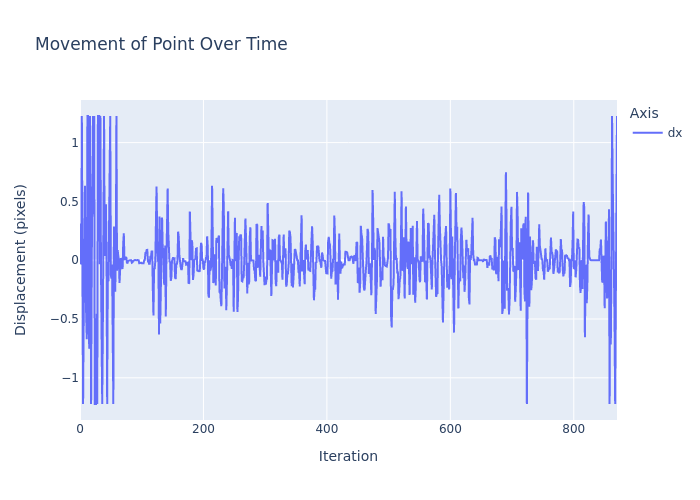 Movement of Point Over Time
Axis
dx
1
0.5
0
−0.5
−1
Displacement (pixels)
0
200
400
600
800
Iteration